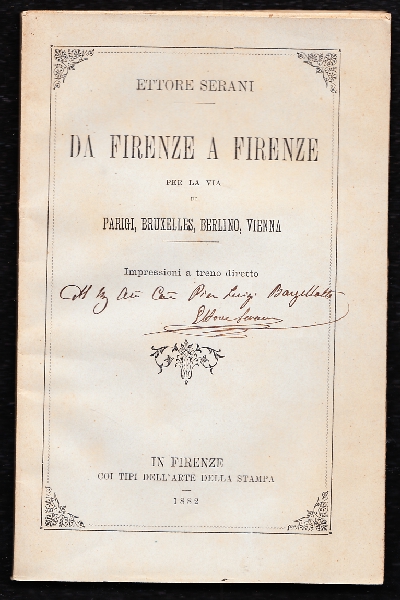 ETTORE SERANI
DA FIRENZE A FIRENZE
PER LA VIA
DI
PARIGI, BRUXELLES, BERLINO, VIENNA
Impressioni a treno diretto
Pier Luigi Barzellotti
Ettore Serani
IN FIRENZE
COI TIPI DELL'ARTE DELLA STAMPA
1882